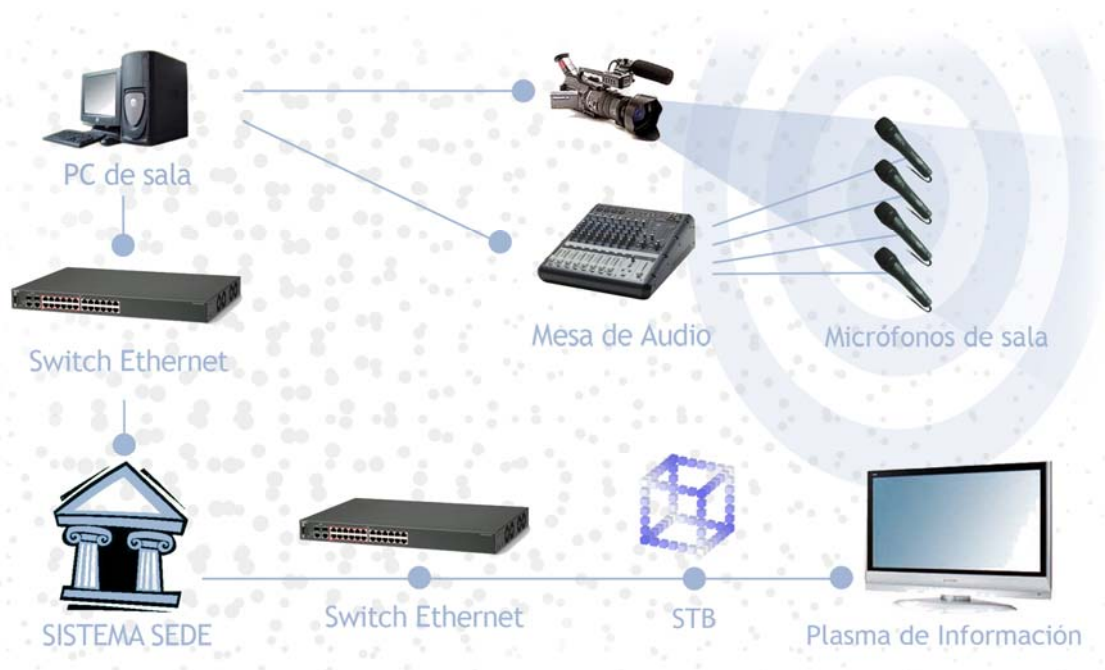 PC de sala
Switch Ethernet
Mesa de Audio
Micrófonos de sala
SISTEMA SEDE
Switch Ethernet
STB
Plasma de Información